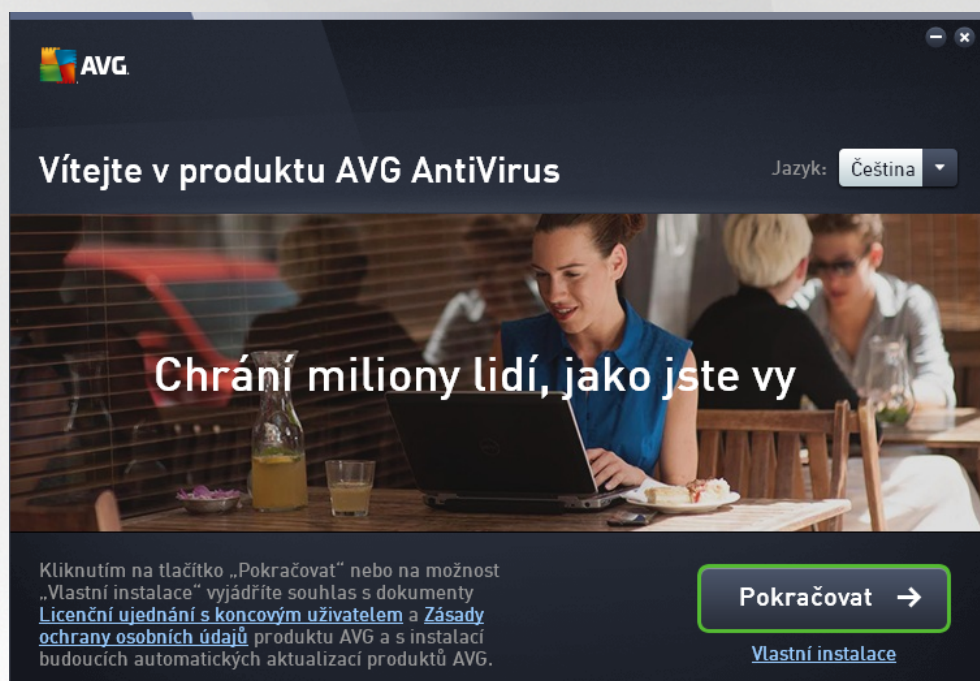 AVG.
Vítejte v produktu AVG AntiVirus
Jazyk: Čeština
Chrání miliony lidí, jako jste vy
Kliknutím na tlačítko „Pokračovat“ nebo na možnost
„Vlastní instalace“ vyjádříte souhlas s dokumenty
Licenční ujednání s koncovým uživatelem a Zásady
ochrany osobních údajů produktu AVG a s instalací
budoucích automatických aktualizací produktů AVG.
Pokračovat →
Vlastní instalace